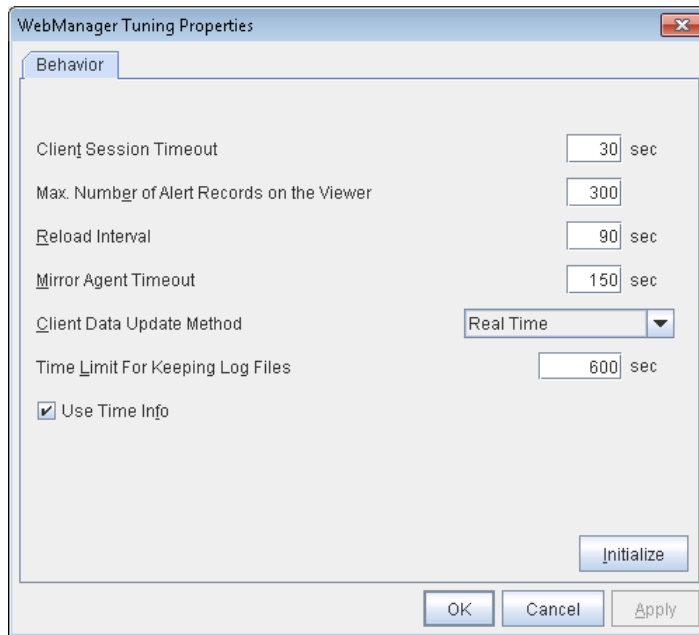 WebManager Tuning Properties
Behavior
Client Session Timeout 30 sec
Max. Number of Alert Records on the Viewer 300
Reload Interval 90 sec
Mirror Agent Timeout 150 sec
Client Data Update Method Real Time
Time Limit For Keeping Log Files 600 sec
Use Time Info
Initialize
OK Cancel Apply